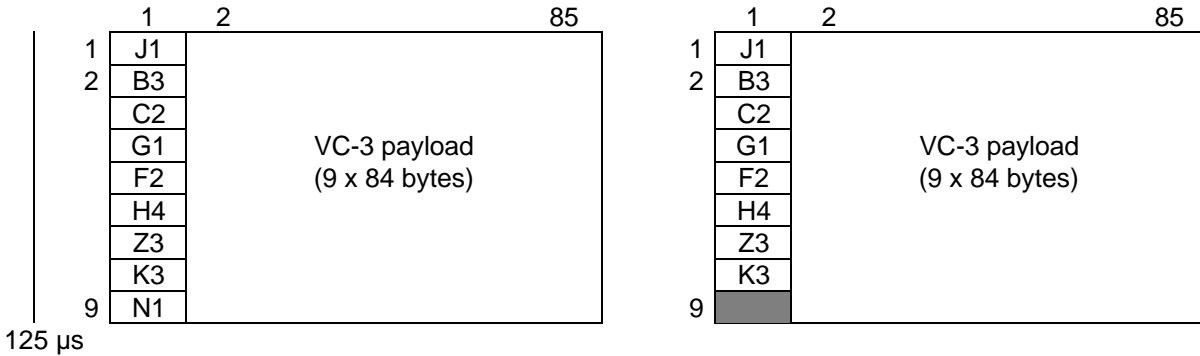 1 2 85
1 J1
2 B3
C2
G1
F2
H4
Z3
K3
9 N1
VC-3 payload
(9 x 84 bytes)
125 µs
1 2 85
1 J1
2 B3
C2
G1
F2
H4
Z3
K3
9
VC-3 payload
(9 x 84 bytes)